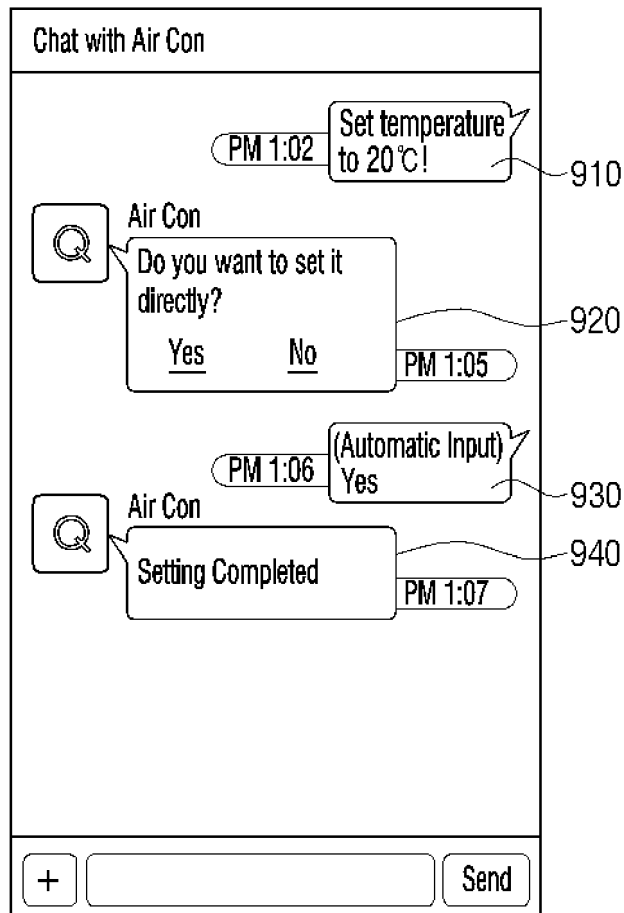 Chat with Air Con
Set temperature
PM 1:02 to 20℃!
910
Air Con
Q
Do you want to set it
directly?
920
Yes No
PM 1:05
(Automatic Input)
PM 1:06 Yes
930
Air Con
Q
940
Setting Completed
PM 1:07
+ Send